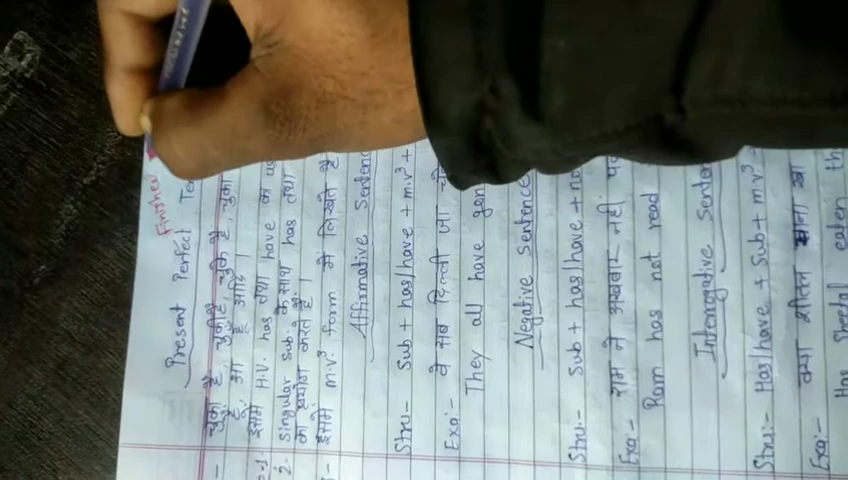 Finished
Present Perfect Te
- चुका है, चुकी है, चुके है, चुका
है, आ है आदि ।
इसमे H.V. has तथा have का
2. Singular Sub. के साथ has तथा
का प्रयोग करते है।
- इसमे m.v³ form में लिखते है
Affirmative Sentenc
Stru:- Sub + has/have + m.v³ +
Exa:- वे सब दिल्ली जा
They all have gon
Negative Sentence
Stru:- Sub + has/have + no
Exa:- राम ने अखबार नहीं
Ram has not read
Interrogative Senten
Stru:- Has/have + Sub + m.v³
Exa:- क्या शीतल खाना खा
Has Sheetal eaten th